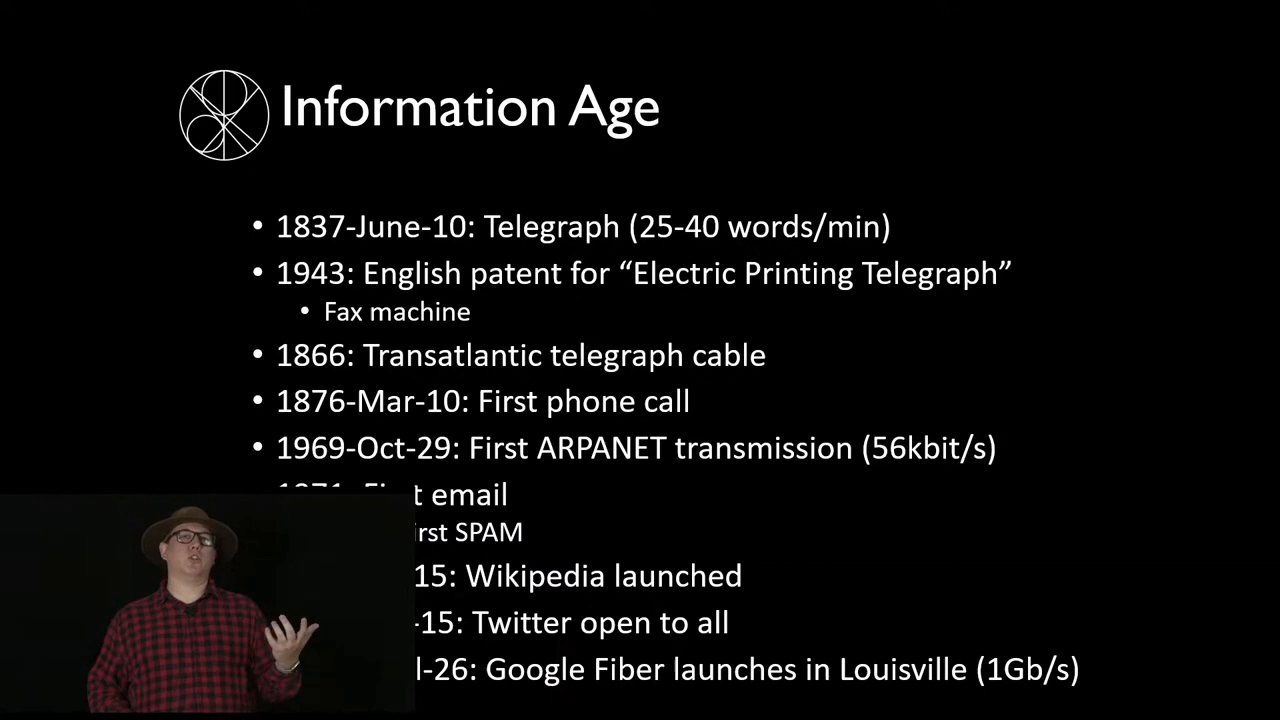 Information Age
• 1837-June-10: Telegraph (25-40 words/min)
• 1943: English patent for “Electric Printing Telegraph”
• Fax machine
• 1866: Transatlantic telegraph cable
• 1876-Mar-10: First phone call
• 1969-Oct-29: First ARPANET transmission (56kbit/s)
email
SPAM
15: Wikipedia launched
-15: Twitter open to all
-26: Google Fiber launches in Louisville (1Gb/s)